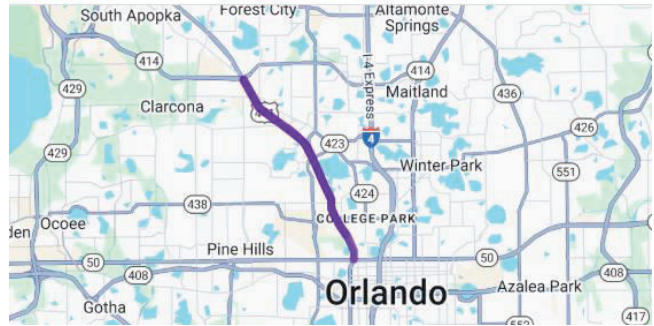 South Apopka
Forest City
Altamonte
Springs
414
I-4 Express
414
429
Clarcona
Maitland
436
4
423
426
429
Winter Park
551
424
438
Ocoee
COLLEGE PARK
Pine Hills
50
50
408
408
Orlando
Azalea Park
Gotha
417